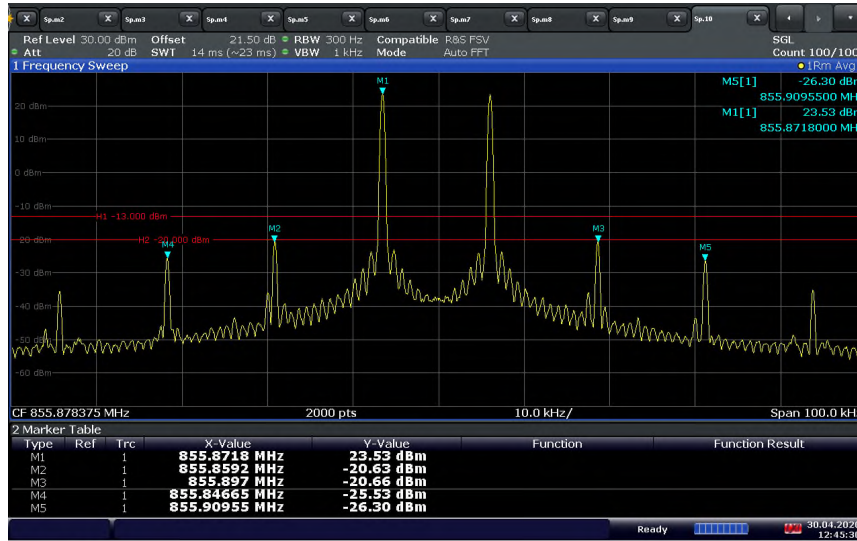 X Sp.m2 X Sp.m3 X Sp.m4 X Sp.m5 X Sp.m6 X Sp.m7 X Sp.m8 X Sp.m9 X Sp.10 X
Ref Level 30.00 dBm Offset 21.50 dB RBW 300 Hz Compatible R&S FSV SGL
Att 20 dB SWT 14 ms (~23 ms) VBW 1 kHz Mode Auto FFT Count 100/100
1 Frequency Sweep 1Rm Avg
M5[1] -26.30 dBm
855.9095500 MH
M1[1] 23.53 dBm
855.8718000 MH
M1
20 dBm
10 dBm
0 dBm
-10 dBm
H1 -13.000 dBm
M2 M3
-20 dBm H2 -20.000 dBm
M4 M5
-30 dBm
-40 dBm
-50 dBm
-60 dBm
CF 855.878375 MHz 2000 pts 10.0 kHz/ Span 100.0 kH
2 Marker Table
Type Ref Trc X-Value Y-Value Function Function Result
M1 1 855.8718 MHz 23.53 dBm
M2 1 855.8592 MHz -20.63 dBm
M3 1 855.897 MHz -20.66 dBm
M4 1 855.84665 MHz -25.53 dBm
M5 1 855.90955 MHz -26.30 dBm
Ready 30.04.2020
12:45:30